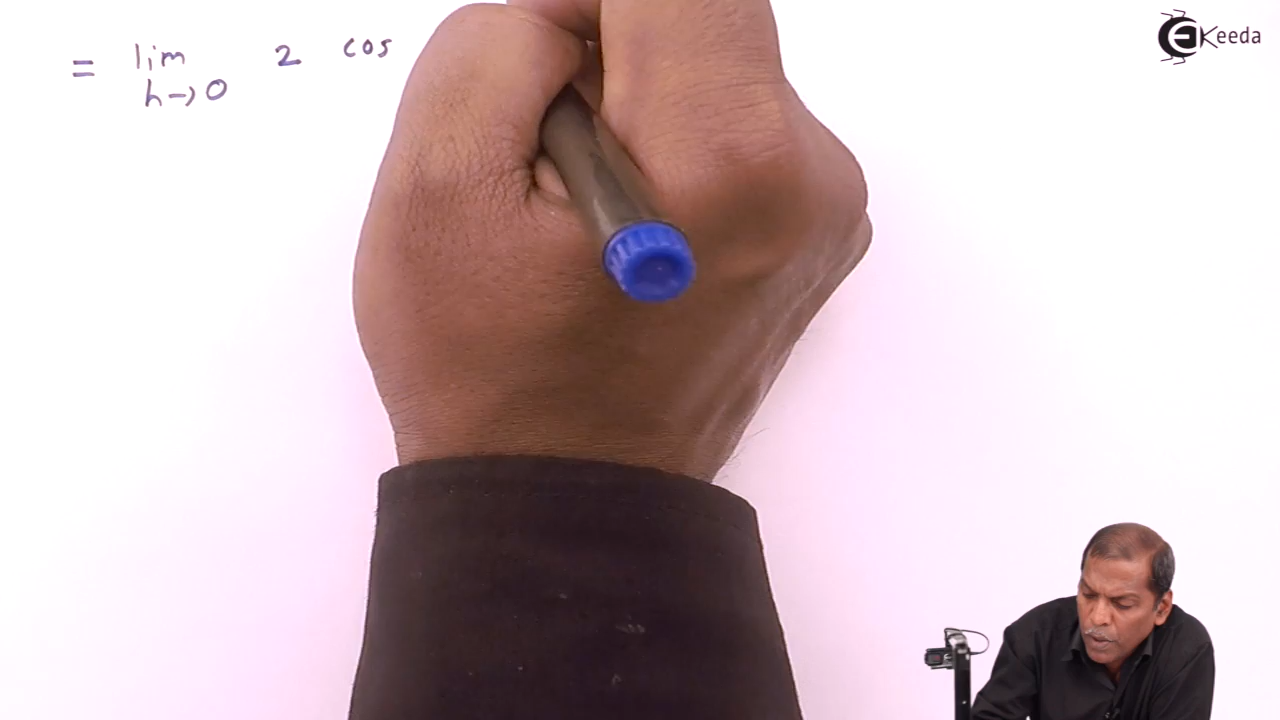 = lim 2 cos
h→0
EKeeda